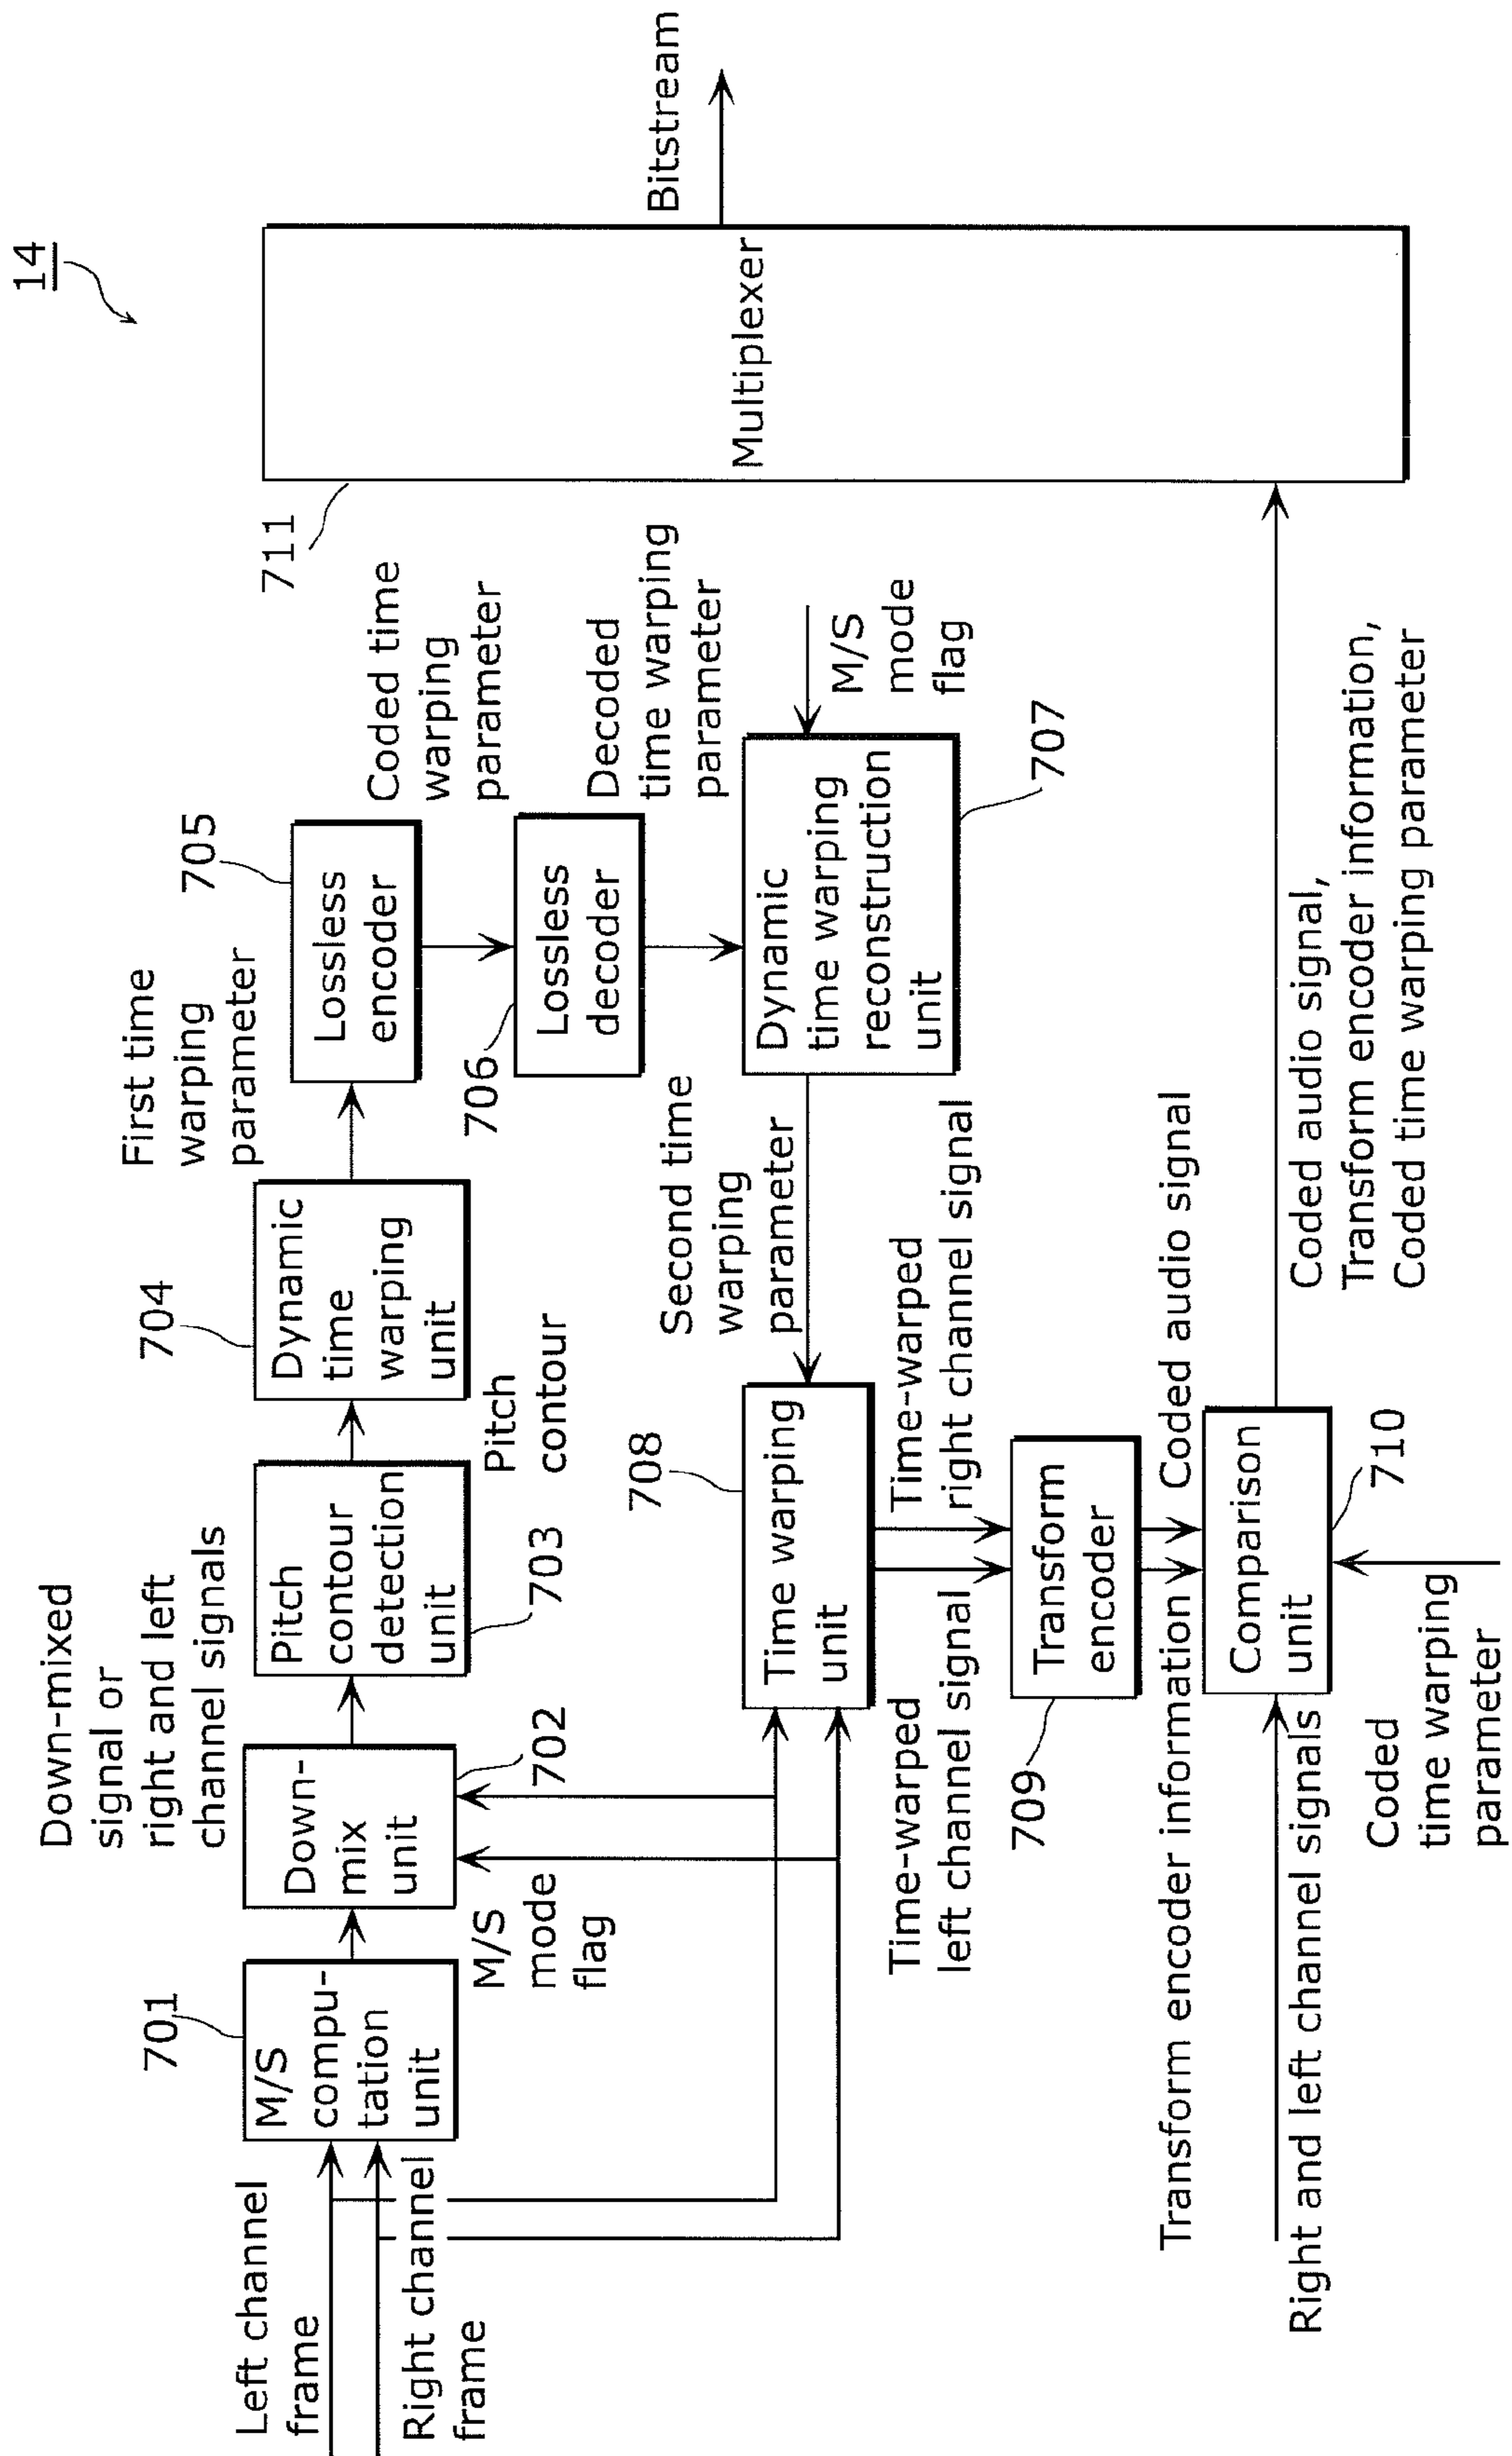 14
Left channel
frame
Right channel
frame
701
M/S
compu-
tation
unit
M/S
mode
flag
Down-
mix
unit
702
Down-mixed
signal or
right and left
channel signals
Pitch
contour
detection
unit
703
Pitch
contour
704
Dynamic
time
warping
unit
First time
warping
parameter
705
Lossless
encoder
Coded time
warping
parameter
706
Lossless
decoder
Decoded
time warping
parameter
Dynamic
time warping
reconstruction
unit
707
M/S
mode
flag
Second time
warping
parameter
708
Time warping
unit
Time-warped
left channel signal
Time-warped
right channel signal
709
Transform
encoder
Transform encoder information
Coded audio signal
Right and left channel signals
Comparison
unit
710
Coded
time warping
parameter
Coded audio signal,
Transform encoder information,
Coded time warping parameter
711
Multiplexer
Bitstream